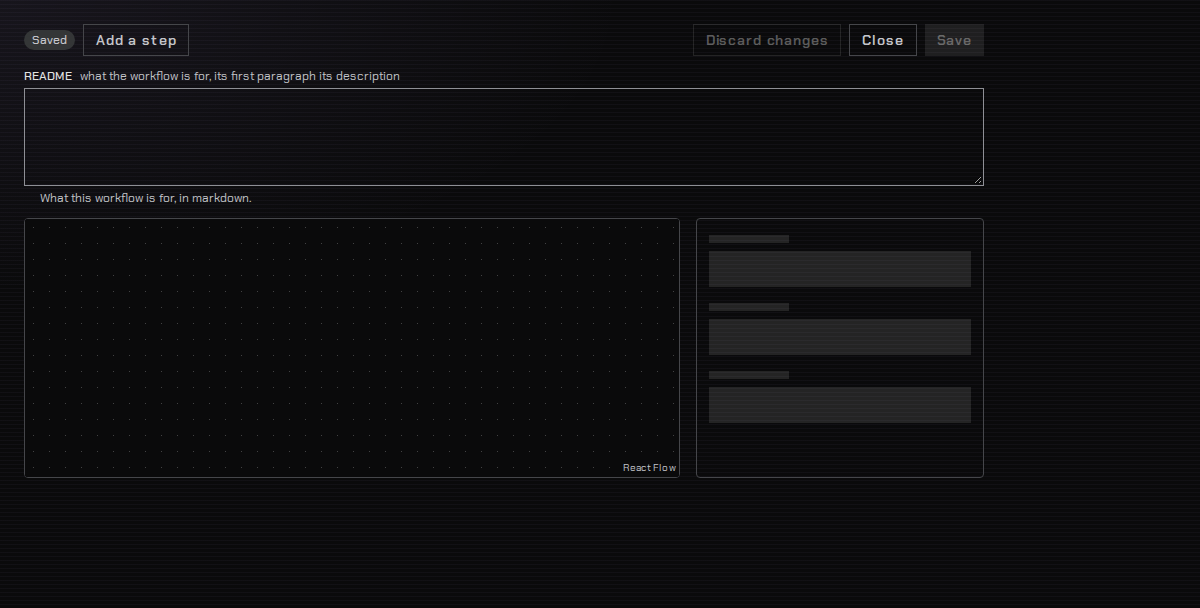 Saved Add a step Discard changes Close Save
README what the workflow is for, its first paragraph its description
What this workflow is for, in markdown.
React Flow